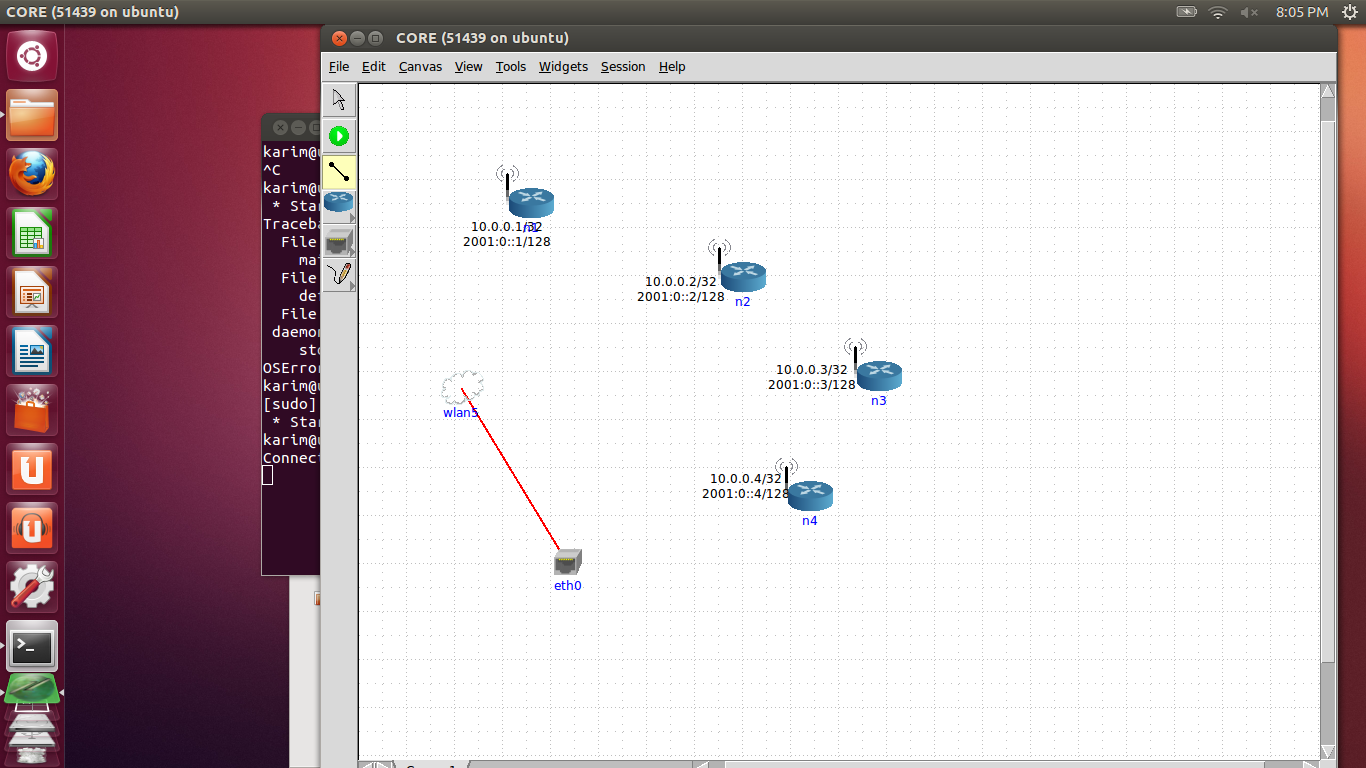 CORE (51439 on ubuntu)
8:05 PM
CORE (51439 on ubuntu)
File Edit Canvas View Tools Widgets Session Help
karim@u
^C
karim@u
* Star
Traceba
File
ma
File
de
File
daemon
sto
OSError
karim@u
[sudo]
* Star
karim@u
Connect
10.0.0.1/32
n1
2001:0::1/128
10.0.0.2/32
2001:0::2/128
n2
10.0.0.3/32
2001:0::3/128
n3
wlan5
10.0.0.4/32
2001:0::4/128
n4
eth0